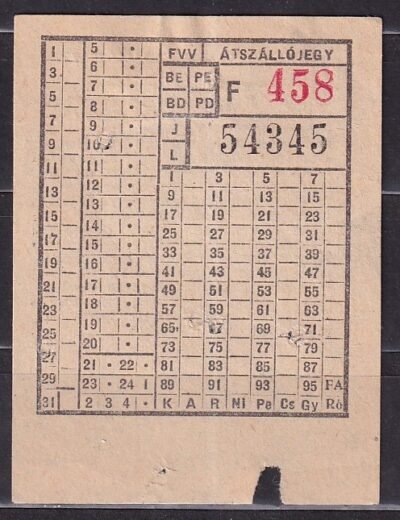 FVV ÁTSZÁLLÓJEGY
BE PE
BD PD
F 458
J
L
54345
1
3
5
7
9
11
13
15
17
19
21
23
25
27
29
31
5 |•
6 |•
7 |•
8 |•
9 |•
10 |•
11 |•
12 |•
13 |•
14 |•
15 |•
16 |•
17 |•
18 |•
19 |•
20 |•
21 • 22 •
23 • 24 |
2 3 4 •
1 3 5 7
9 11 13 15
17 19 21 23
25 27 29 31
33 35 37 39
41 43 45 47
49 51 53 55
57 59 61 63
65 67 69 71
73 75 77 79
81 83 85 87
89 91 93 95 FA
K A R Ni Pe Cs Gy Ró